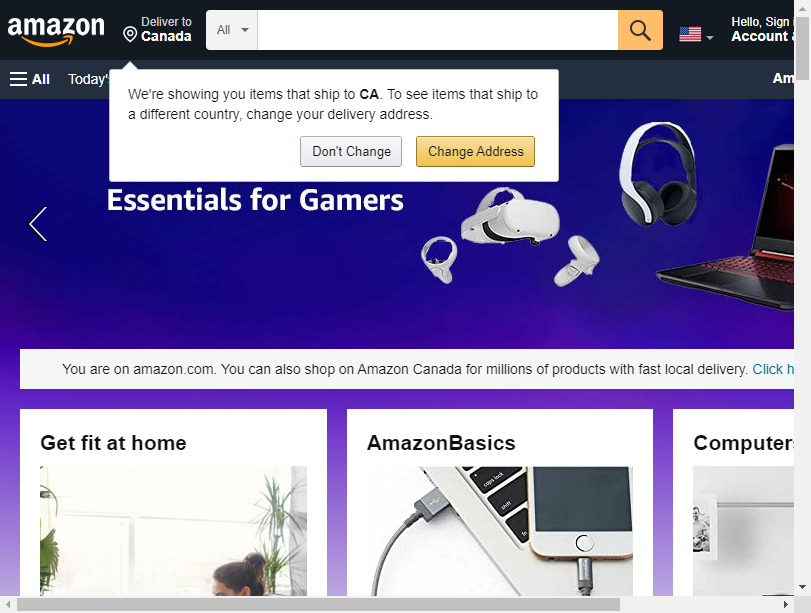 amazon
Deliver to
Canada
All
Hello, Sign i
Account &
All
Today's
Am
We're showing you items that ship to CA. To see items that ship to
a different country, change your delivery address.
Don't Change
Change Address
Essentials for Gamers
You are on amazon.com. You can also shop on Amazon Canada for millions of products with fast local delivery. Click h
Get fit at home
AmazonBasics
Computers
caps lock
shift
fn